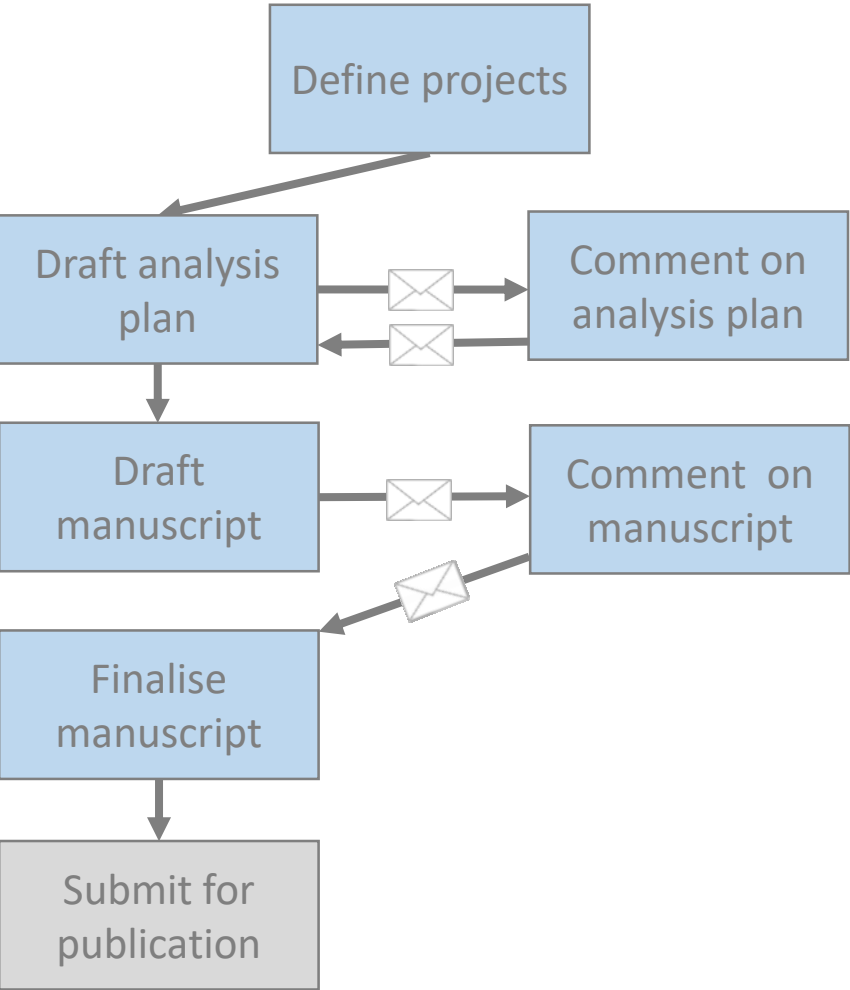 Define projects
Draft analysis
plan
Comment on
analysis plan
Draft
manuscript
Comment  on
manuscript
Finalise
manuscript
Submit for
publication